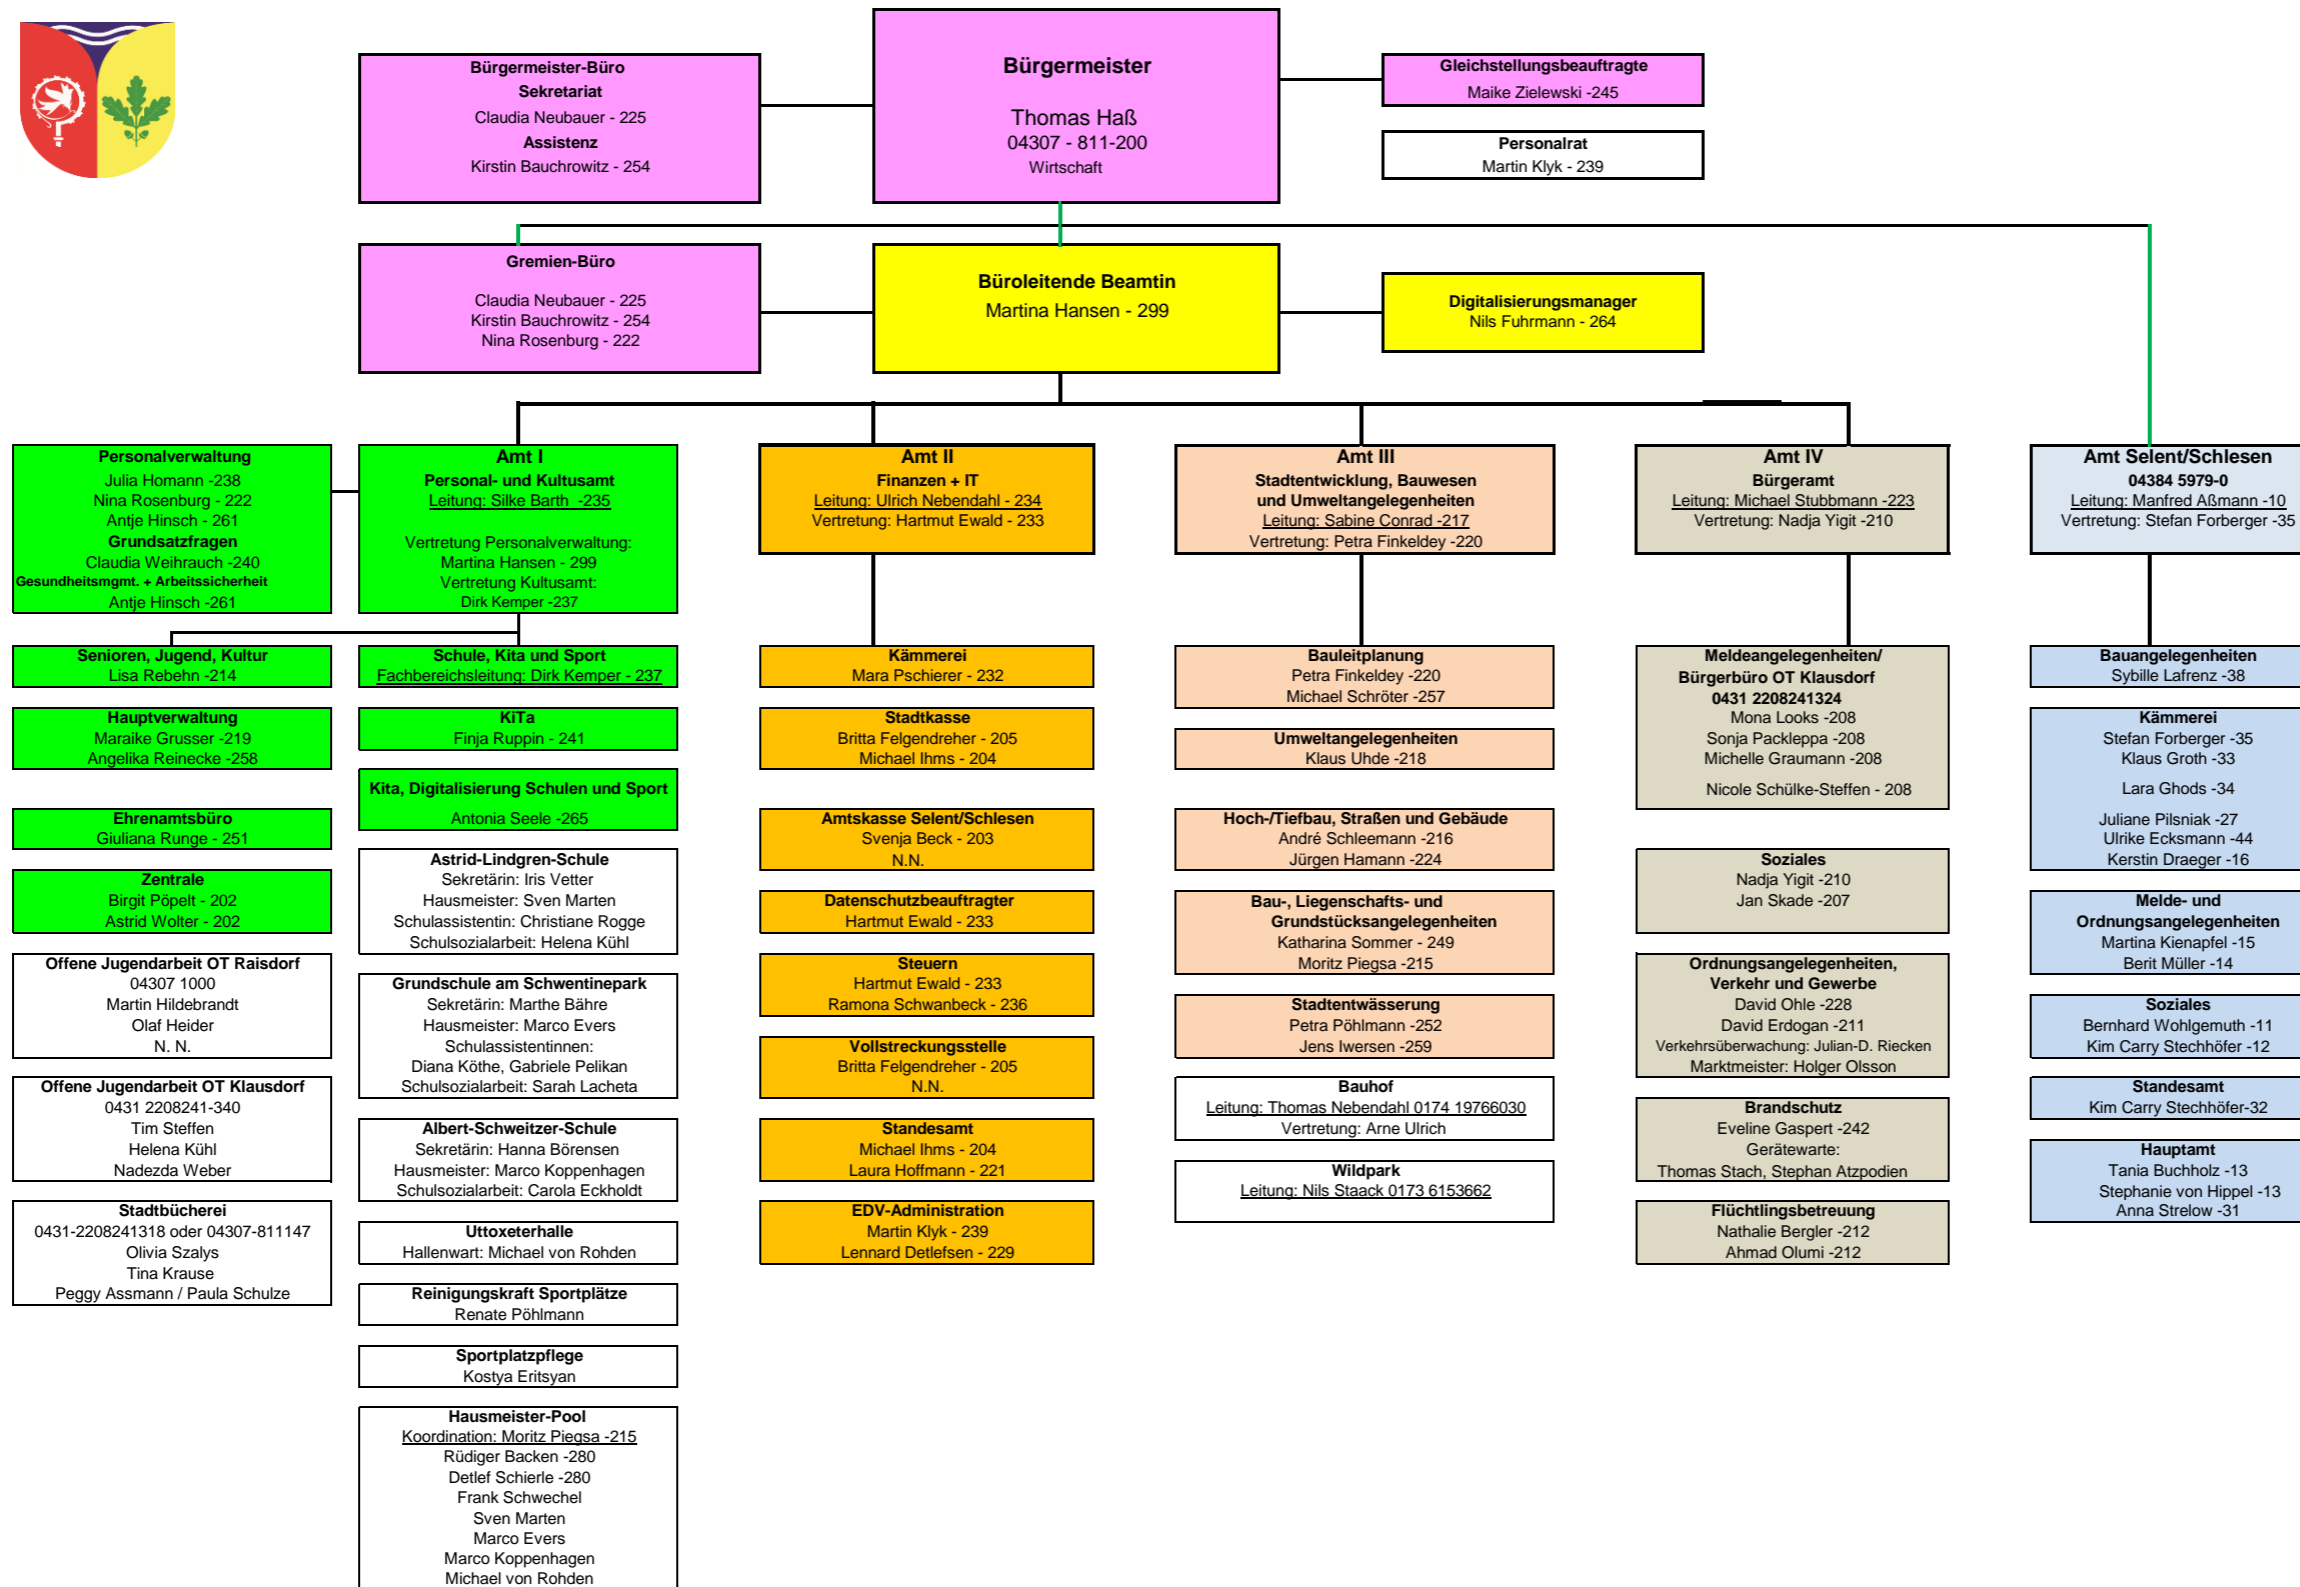 Bürgermeister-Büro
Sekretariat
Claudia Neubauer - 225
Assistenz
Kirstin Bauchrowitz - 254
Bürgermeister
Thomas Haß
04307 - 811-200
Wirtschaft
Gleichstellungsbeauftragte
Maike Zielewski -245
Personalrat
Martin Klyk - 239
Gremien-Büro
Claudia Neubauer - 225
Kirstin Bauchrowitz - 254
Nina Rosenburg - 222
Büroleitende Beamtin
Martina Hansen - 299
Digitalisierungsmanager
Nils Fuhrmann - 264
Personalverwaltung
Julia Homann -238
Nina Rosenburg - 222
Antje Hinsch - 261
Grundsatzfragen
Claudia Weihrauch -240
Gesundheitsmgmt. + Arbeitssicherheit
Antje Hinsch -261
Amt I
Personal- und Kultusamt
Leitung: Silke Barth -235
Vertretung Personalverwaltung:
Martina Hansen - 299
Vertretung Kultusamt:
Dirk Kemper -237
Amt II
Finanzen + IT
Leitung: Ulrich Nebendahl - 234
Vertretung: Hartmut Ewald - 233
Amt III
Stadtentwicklung, Bauwesen
und Umweltangelegenheiten
Leitung: Sabine Conrad -217
Vertretung: Petra Finkeldey -220
Amt IV
Bürgeramt
Leitung: Michael Stubbmann -223
Vertretung: Nadja Yigit -210
Amt Selent/Schlesen
04384 5979-0
Leitung: Manfred Aßmann -10
Vertretung: Stefan Forberger -35
Senioren, Jugend, Kultur
Lisa Rebehn -214
Hauptverwaltung
Maraike Grusser -219
Angelika Reinecke -258
Ehrenamtsbüro
Giuliana Runge - 251
Zentrale
Birgit Pöpelt - 202
Astrid Wolter - 202
Offene Jugendarbeit OT Raisdorf
04307 1000
Martin Hildebrandt
Olaf Heider
N. N.
Offene Jugendarbeit OT Klausdorf
0431 2208241-340
Tim Steffen
Helena Kühl
Nadezda Weber
Stadtbücherei
0431-2208241318 oder 04307-811147
Olivia Szalys
Tina Krause
Peggy Assmann / Paula Schulze
Schule, Kita und Sport
Fachbereichsleitung: Dirk Kemper - 237
KiTa
Finja Ruppin - 241
Kita, Digitalisierung Schulen und Sport
Antonia Seele -265
Astrid-Lindgren-Schule
Sekretärin: Iris Vetter
Hausmeister: Sven Marten
Schulassistentin: Christiane Rogge
Schulsozialarbeit: Helena Kühl
Grundschule am Schwentinepark
Sekretärin: Marthe Bähre
Hausmeister: Marco Evers
Schulassistentinnen:
Diana Köthe, Gabriele Pelikan
Schulsozialarbeit: Sarah Lacheta
Albert-Schweitzer-Schule
Sekretärin: Hanna Börensen
Hausmeister: Marco Koppenhagen
Schulsozialarbeit: Carola Eckholdt
Uttoxeterhalle
Hallenwart: Michael von Rohden
Reinigungskraft Sportplätze
Renate Pöhlmann
Sportplatzpflege
Kostya Eritsyan
Hausmeister-Pool
Koordination: Moritz Piegsa -215
Rüdiger Backen -280
Detlef Schierle -280
Frank Schwechel
Sven Marten
Marco Evers
Marco Koppenhagen
Michael von Rohden
Kämmerei
Mara Pschierer - 232
Stadtkasse
Britta Felgendreher - 205
Michael Ihms - 204
Amtskasse Selent/Schlesen
Svenja Beck - 203
N.N.
Datenschutzbeauftragter
Hartmut Ewald - 233
Steuern
Hartmut Ewald - 233
Ramona Schwanbeck - 236
Vollstreckungsstelle
Britta Felgendreher - 205
N.N.
Standesamt
Michael Ihms - 204
Laura Hoffmann - 221
EDV-Administration
Martin Klyk - 239
Lennard Detlefsen - 229
Bauleitplanung
Petra Finkeldey -220
Michael Schröter -257
Umweltangelegenheiten
Klaus Uhde -218
Hoch-/Tiefbau, Straßen und Gebäude
André Schleemann -216
Jürgen Hamann -224
Bau-, Liegenschafts- und
Grundstücksangelegenheiten
Katharina Sommer - 249
Moritz Piegsa -215
Stadtentwässerung
Petra Pöhlmann -252
Jens Iwersen -259
Bauhof
Leitung: Thomas Nebendahl 0174 19766030
Vertretung: Arne Ulrich
Wildpark
Leitung: Nils Staack 0173 6153662
Meldeangelegenheiten/
Bürgerbüro OT Klausdorf
0431 2208241324
Mona Looks -208
Sonja Packleppa -208
Michelle Graumann -208
Nicole Schülke-Steffen - 208
Soziales
Nadja Yigit -210
Jan Skade -207
Ordnungsangelegenheiten,
Verkehr und Gewerbe
David Ohle -228
David Erdogan -211
Verkehrsüberwachung: Julian-D. Riecken
Marktmeister: Holger Olsson
Brandschutz
Eveline Gaspert -242
Gerätewarte:
Thomas Stach, Stephan Atzpodien
Flüchtlingsbetreuung
Nathalie Bergler -212
Ahmad Olumi -212
Bauangelegenheiten
Sybille Lafrenz -38
Kämmerei
Stefan Forberger -35
Klaus Groth -33
Lara Ghods -34
Juliane Pilsniak -27
Ulrike Ecksmann -44
Kerstin Draeger -16
Melde- und
Ordnungsangelegenheiten
Martina Kienapfel -15
Berit Müller -14
Soziales
Bernhard Wohlgemuth -11
Kim Carry Stechhöfer -12
Standesamt
Kim Carry Stechhöfer-32
Hauptamt
Tania Buchholz -13
Stephanie von Hippel -13
Anna Strelow -31